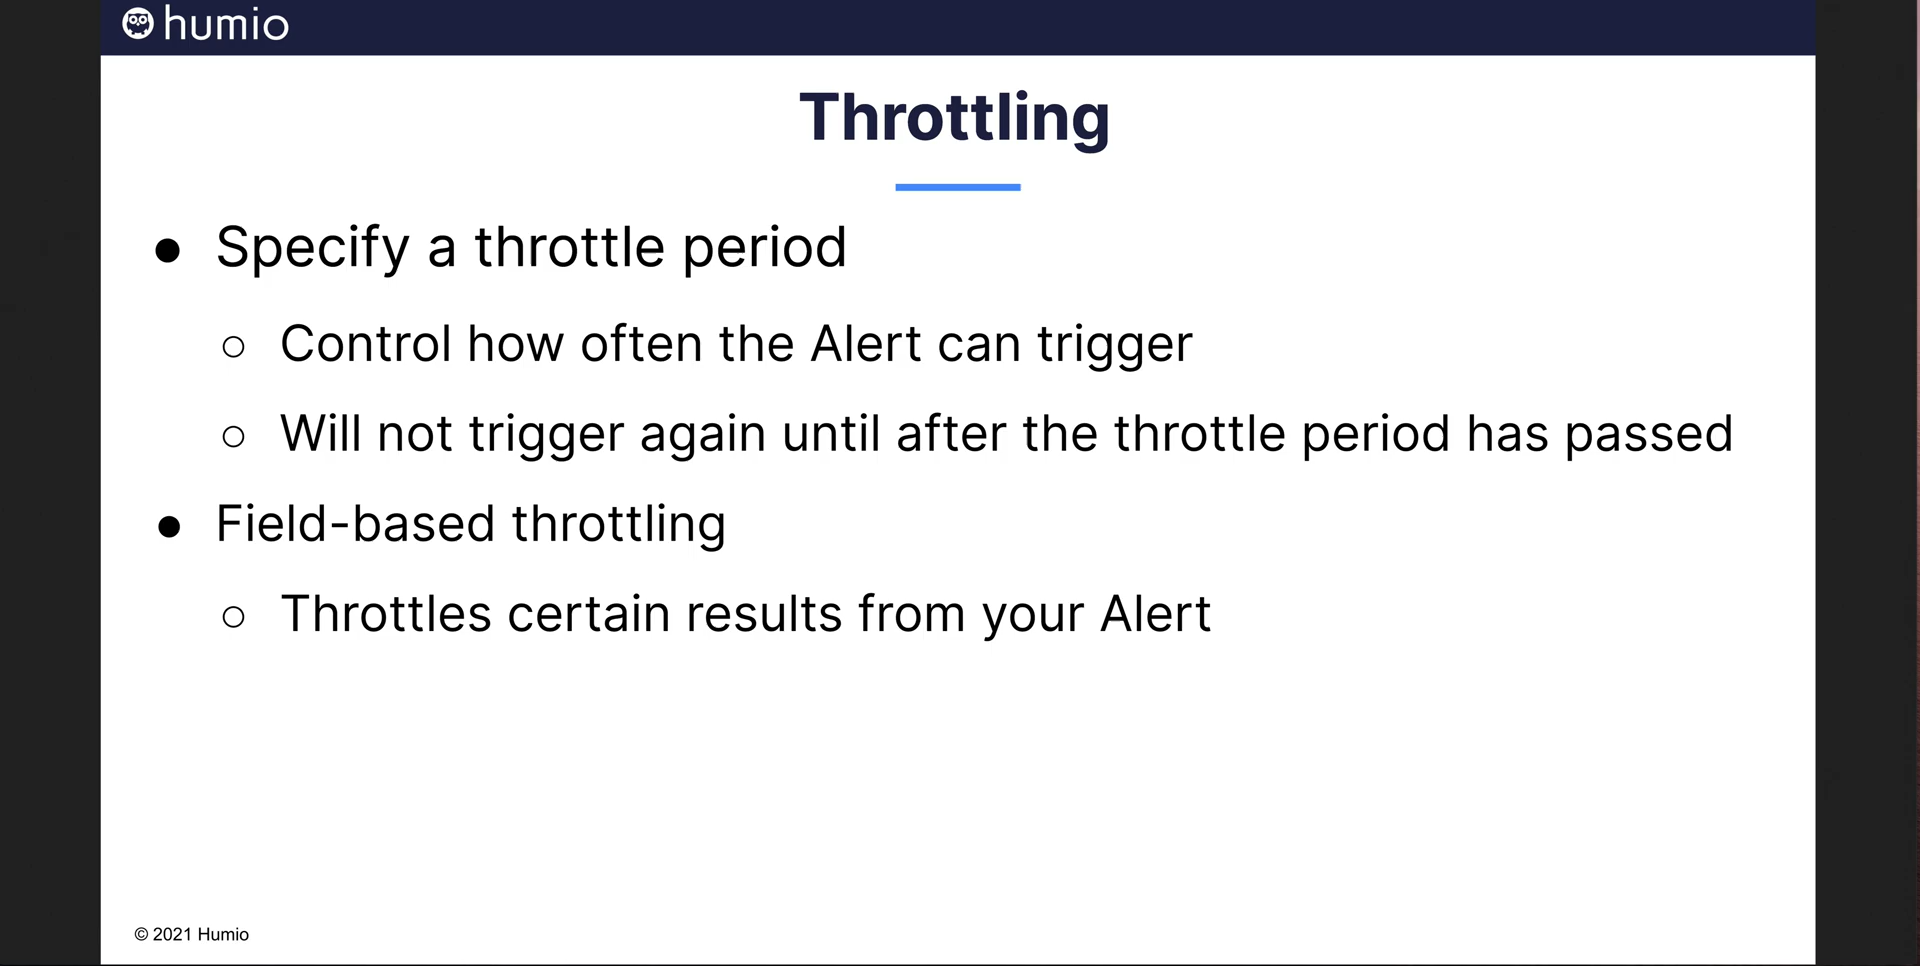 humio
Throttling
● Specify a throttle period
○ Control how often the Alert can trigger
○ Will not trigger again until after the throttle period has passed
● Field-based throttling
○ Throttles certain results from your Alert
© 2021 Humio